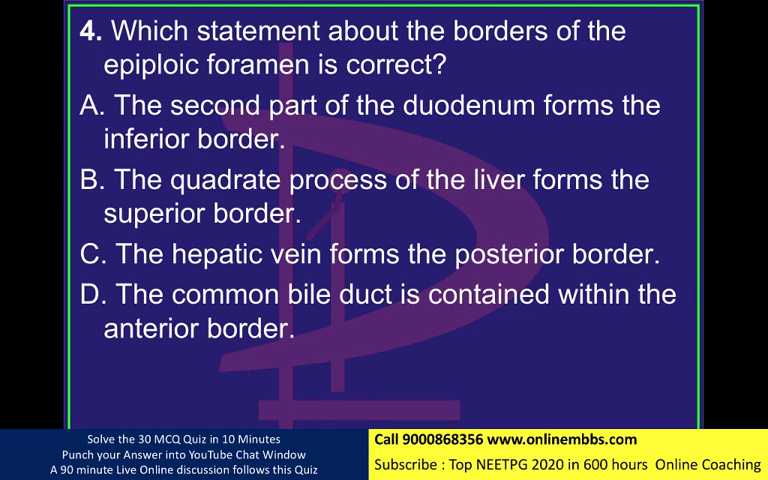 4. Which statement about the borders of the
epiploic foramen is correct?
A. The second part of the duodenum forms the
inferior border.
B. The quadrate process of the liver forms the
superior border.
C. The hepatic vein forms the posterior border.
D. The common bile duct is contained within the
anterior border.
Solve the 30 MCQ Quiz in 10 Minutes
Punch your Answer into YouTube Chat Window
A 90 minute Live Online discussion follows this Quiz
Call 9000868356 www.onlinembbs.com
Subscribe : Top NEETPG 2020 in 600 hours Online Coaching